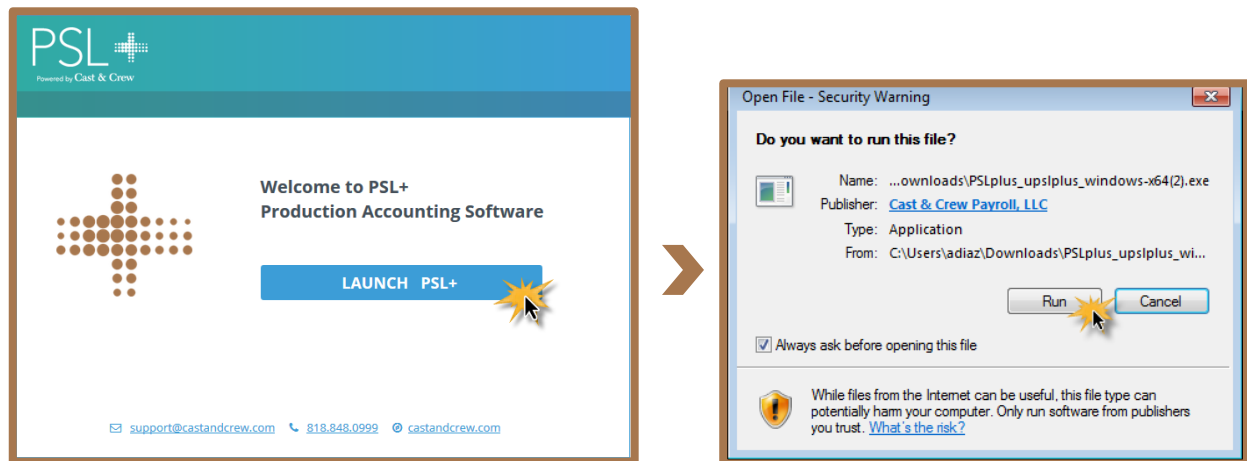 PSL
Powered by Cast & Crew
Welcome to PSL+
Production Accounting Software
LAUNCH PSL+
support@castandcrew.com 818.848.0999 castandcrew.com
Open File - Security Warning
Do you want to run this file?
Name: ...ownloads\PSLplus_upslplus_windows-x64(2).exe
Publisher: Cast & Crew Payroll, LLC
Type: Application
From: C:\Users\adiaz\Downloads\PSLplus_upslplus_wi...
Run Cancel
Always ask before opening this file
While files from the Internet can be useful, this file type can
potentially harm your computer. Only run software from publishers
you trust. What's the risk?